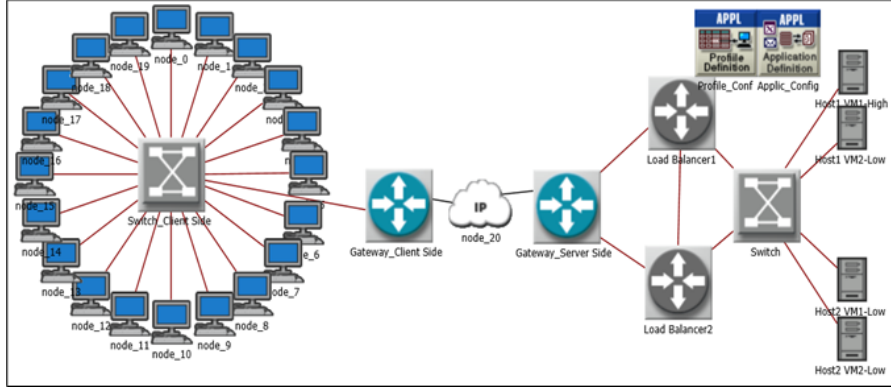 node_0
node_19
node_1
node_18
node_17
node_16
node_15
node_14
node_13
node_12
node_11
node_10
node_9
node_8
node_7
Switch_Client Side
Gateway_Client Side
IP
node_20
Gateway_Server Side
APPL
Profile
Definition
Profile_Conf
APPL
Application
Definition
Applic_Config
Load Balancer1
Load Balancer2
Switch
Host1 VM1-High
Host1 VM2-Low
Host2 VM1-Low
Host2 VM2-Low